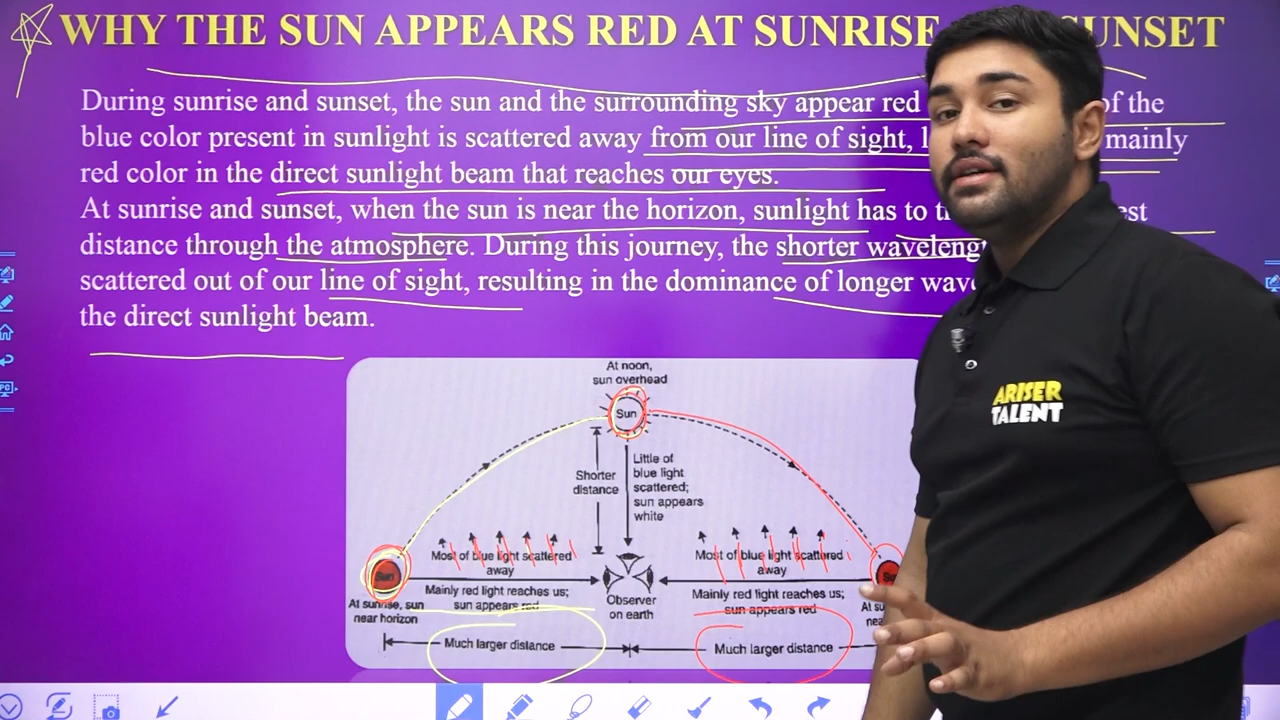 WHY THE SUN APPEARS RED AT SUNRISE UNSET
During sunrise and sunset, the sun and the surrounding sky appear red of the
blue color present in sunlight is scattered away from our line of sight, mainly
red color in the direct sunlight beam that reaches our eyes.
At sunrise and sunset, when the sun is near the horizon, sunlight has to
distance through the atmosphere. During this journey, the shorter
scattered out of our line of sight, resulting in the dominance of longer
the direct sunlight beam.
At noon,
sun overhead
Sun
Shorter
distance
Little of
blue light
scattered;
sun appears
white
Most of blue light scattered
away
Most of blue light scattered
away
Sun
Mainly red light reaches us;
sun appears red
Mainly red light reaches us;
sun appears red
Observer
on earth
At sunrise, sun
near horizon
Much larger distance
Much larger distance
ARISER
TALENT